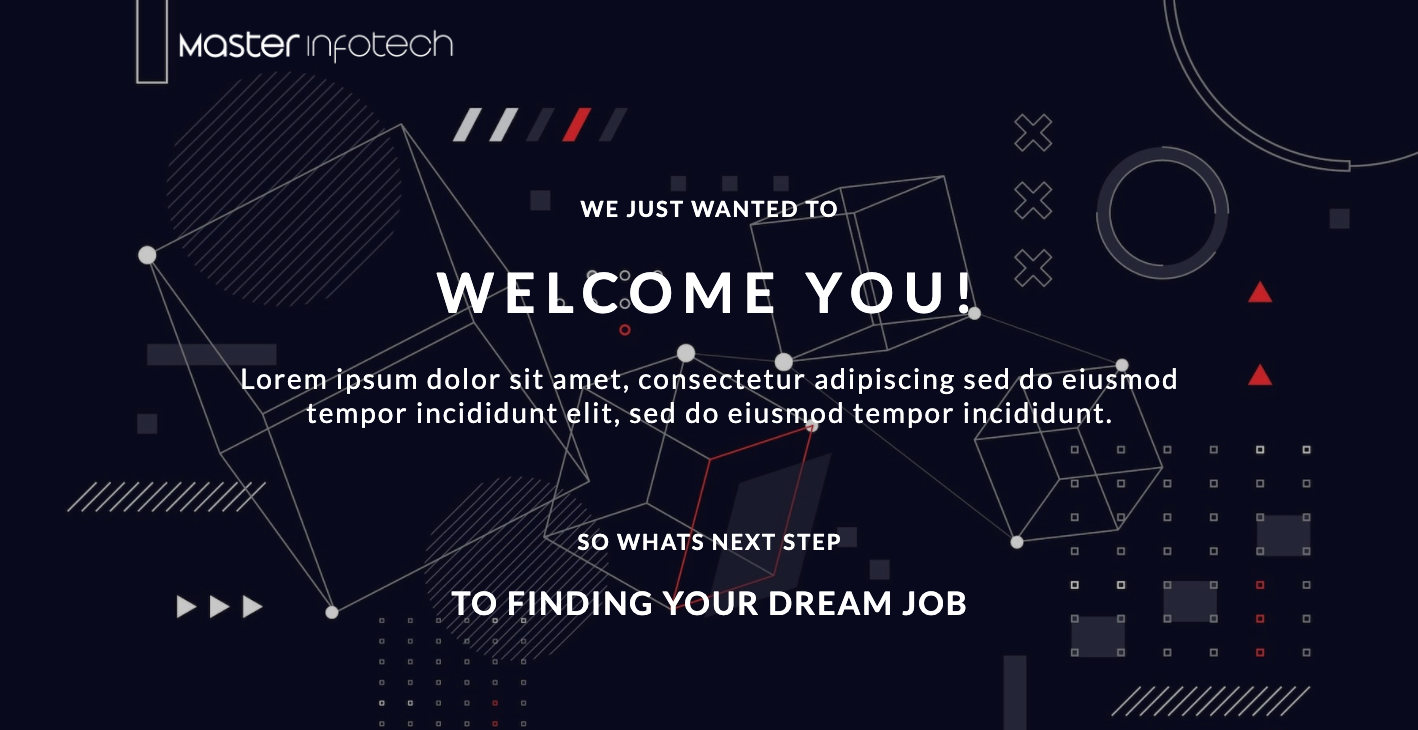 Master infotech
WE JUST WANTED TO
WELCOME YOU!
Lorem ipsum dolor sit amet, consectetur adipiscing sed do eiusmod
tempor incididunt elit, sed do eiusmod tempor incididunt.
SO WHATS NEXT STEP
TO FINDING YOUR DREAM JOB